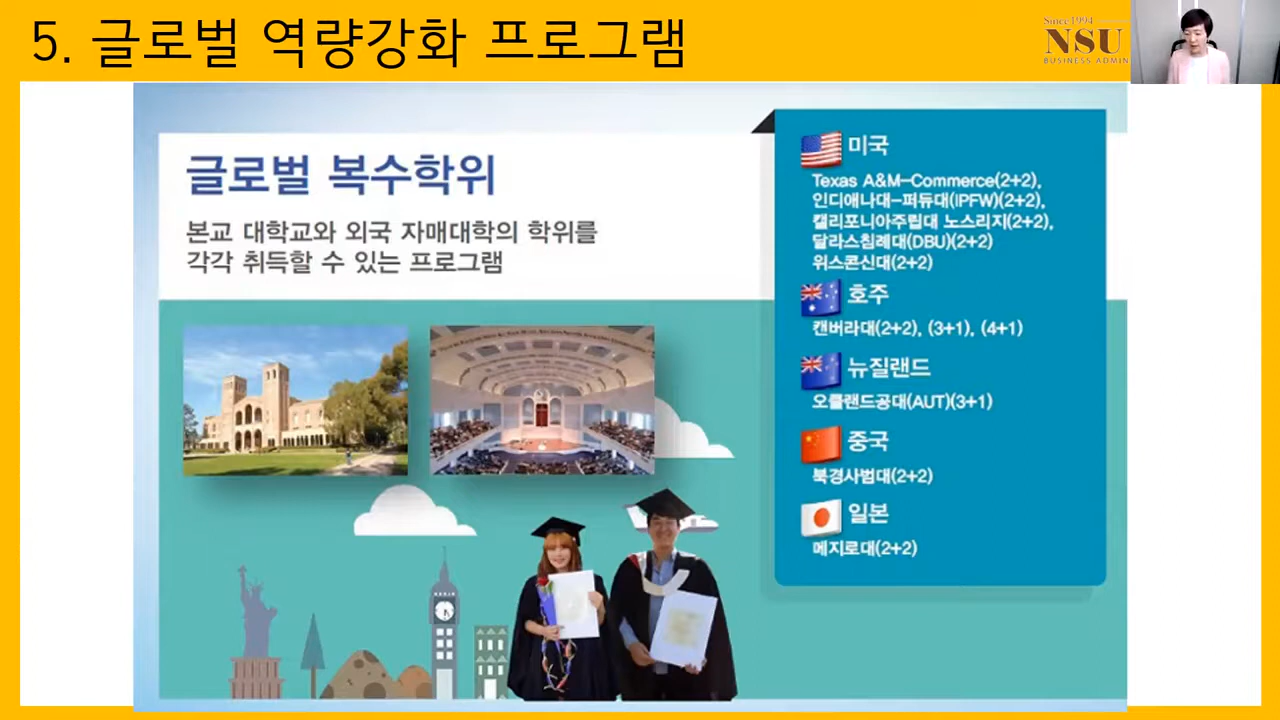 5. 글로벌 역량강화 프로그램
Since1994
NSU
BUSINESS ADMIN
글로벌 복수학위
본교 대학교와 외국 자매대학의 학위를
각각 취득할 수 있는 프로그램
미국
Texas A&M-Commerce(2+2),
인디애나대-퍼듀대(IPFW)(2+2),
캘리포니아주립대 노스리지(2+2),
달라스침례대(DBU)(2+2)
위스콘신대(2+2)
호주
캔버라대(2+2), (3+1), (4+1)
뉴질랜드
오클랜드공대(AUT)(3+1)
중국
북경사범대(2+2)
일본
메지로대(2+2)